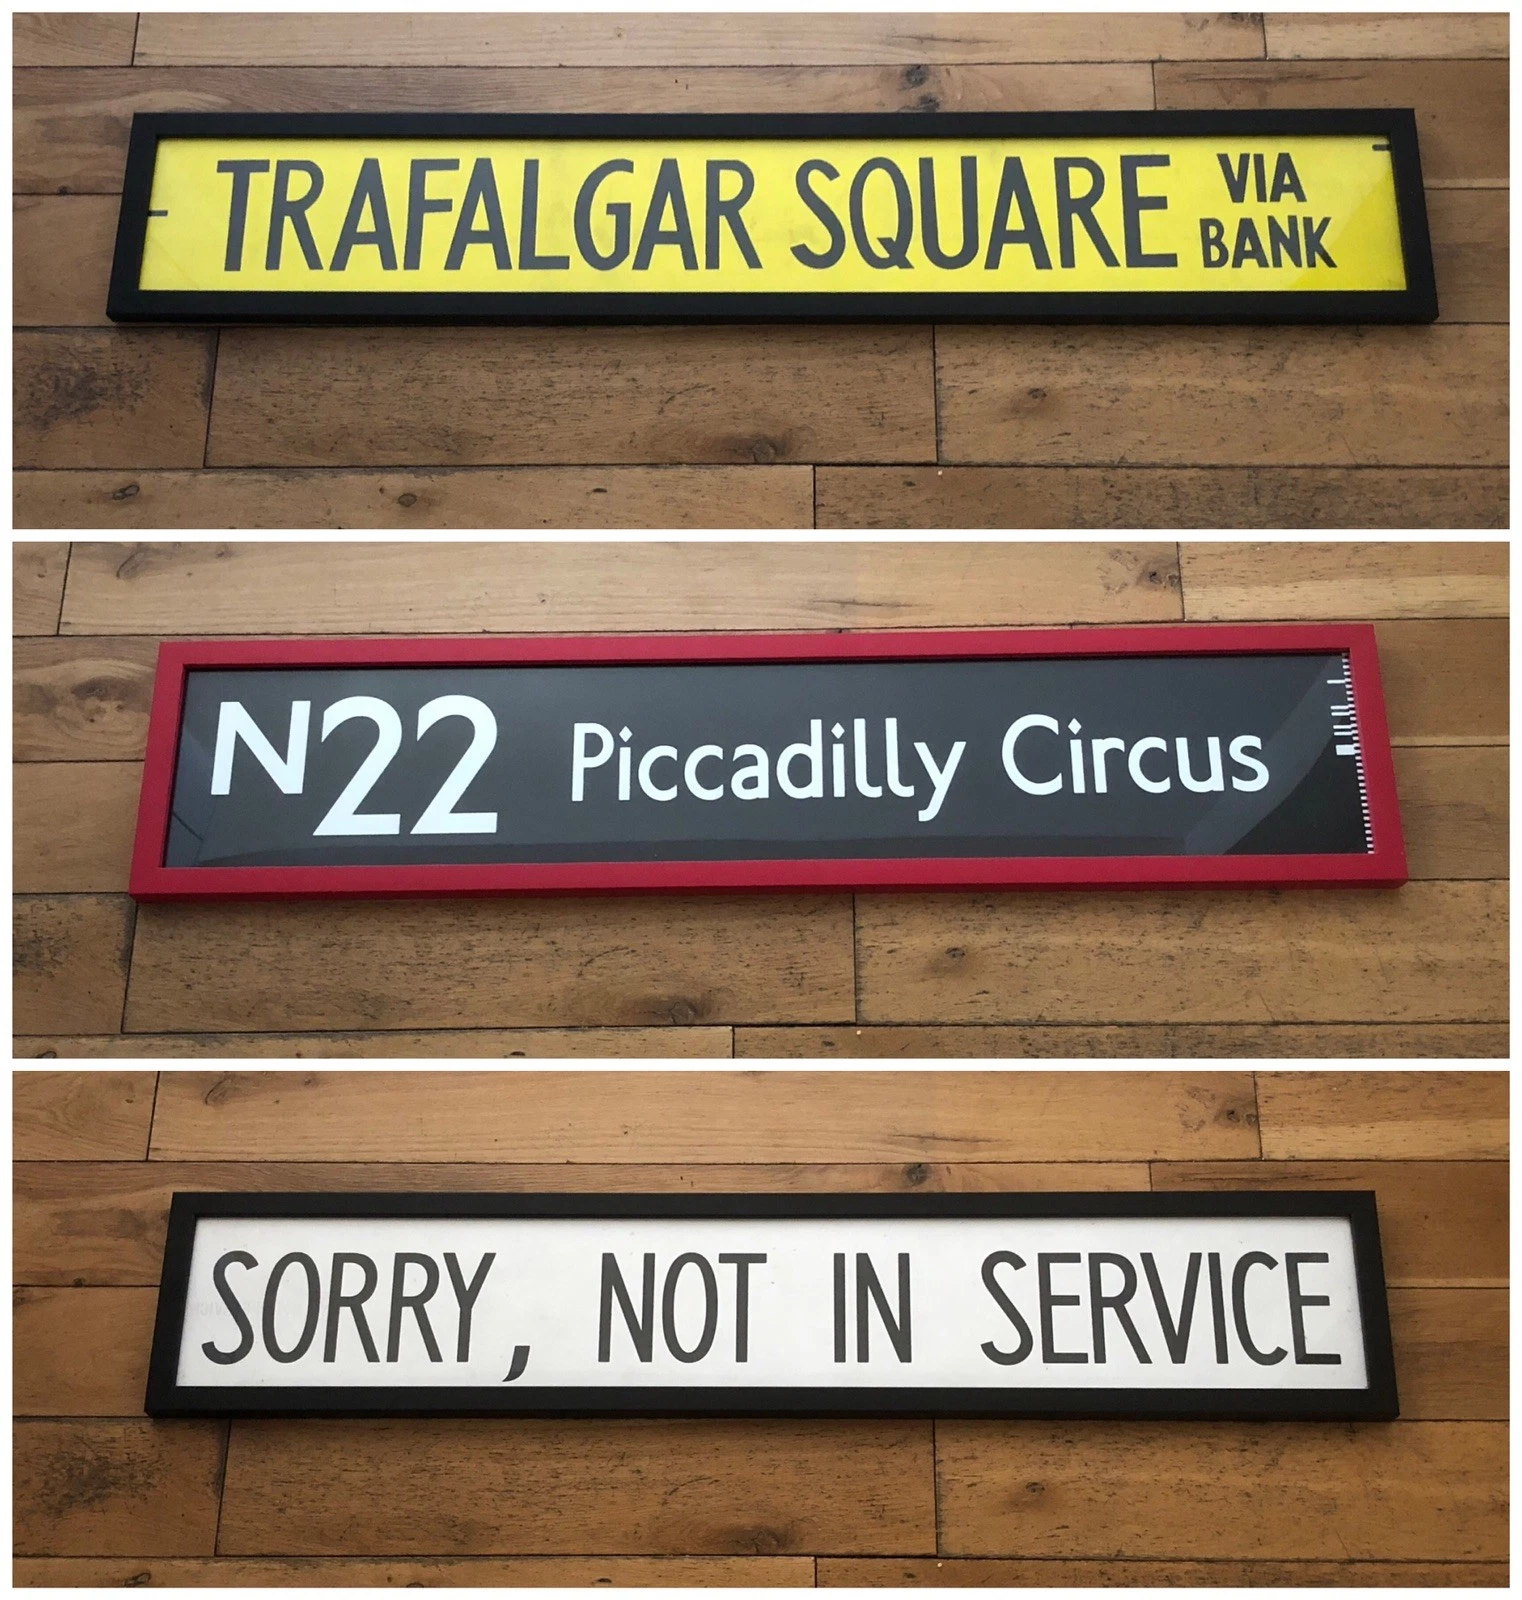 TRAFALGAR SQUARE VIA
BANK
N22 Piccadilly Circus
SORRY, NOT IN SERVICE